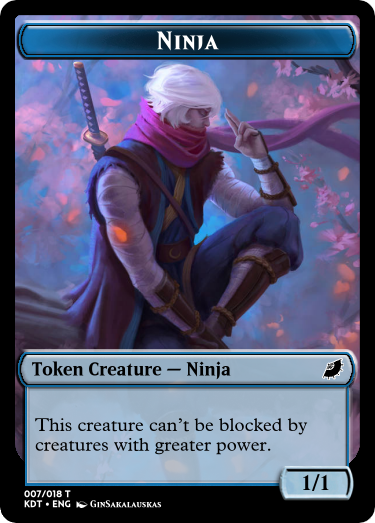 Ninja
Token Creature — Ninja
This creature can't be blocked by
creatures with greater power.
1/1
007/018 T
KDT • ENG GinSakalauskas